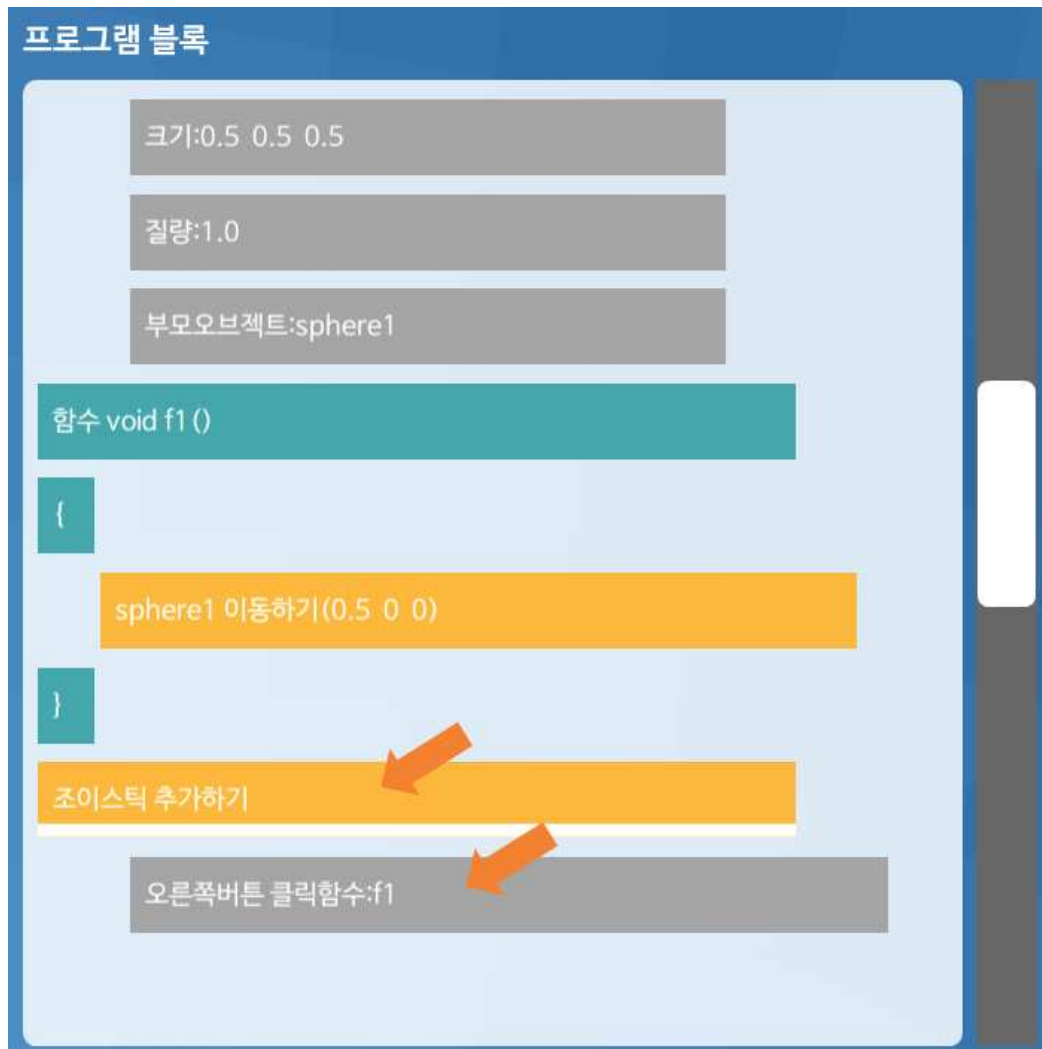 프로그램 블록
크기:0.5 0.5 0.5
질량:1.0
부모오브젝트:sphere1
함수 void f1 ()
{
sphere1 이동하기(0.5 0 0)
}
조이스틱 추가하기
오른쪽버튼 클릭함수:f1